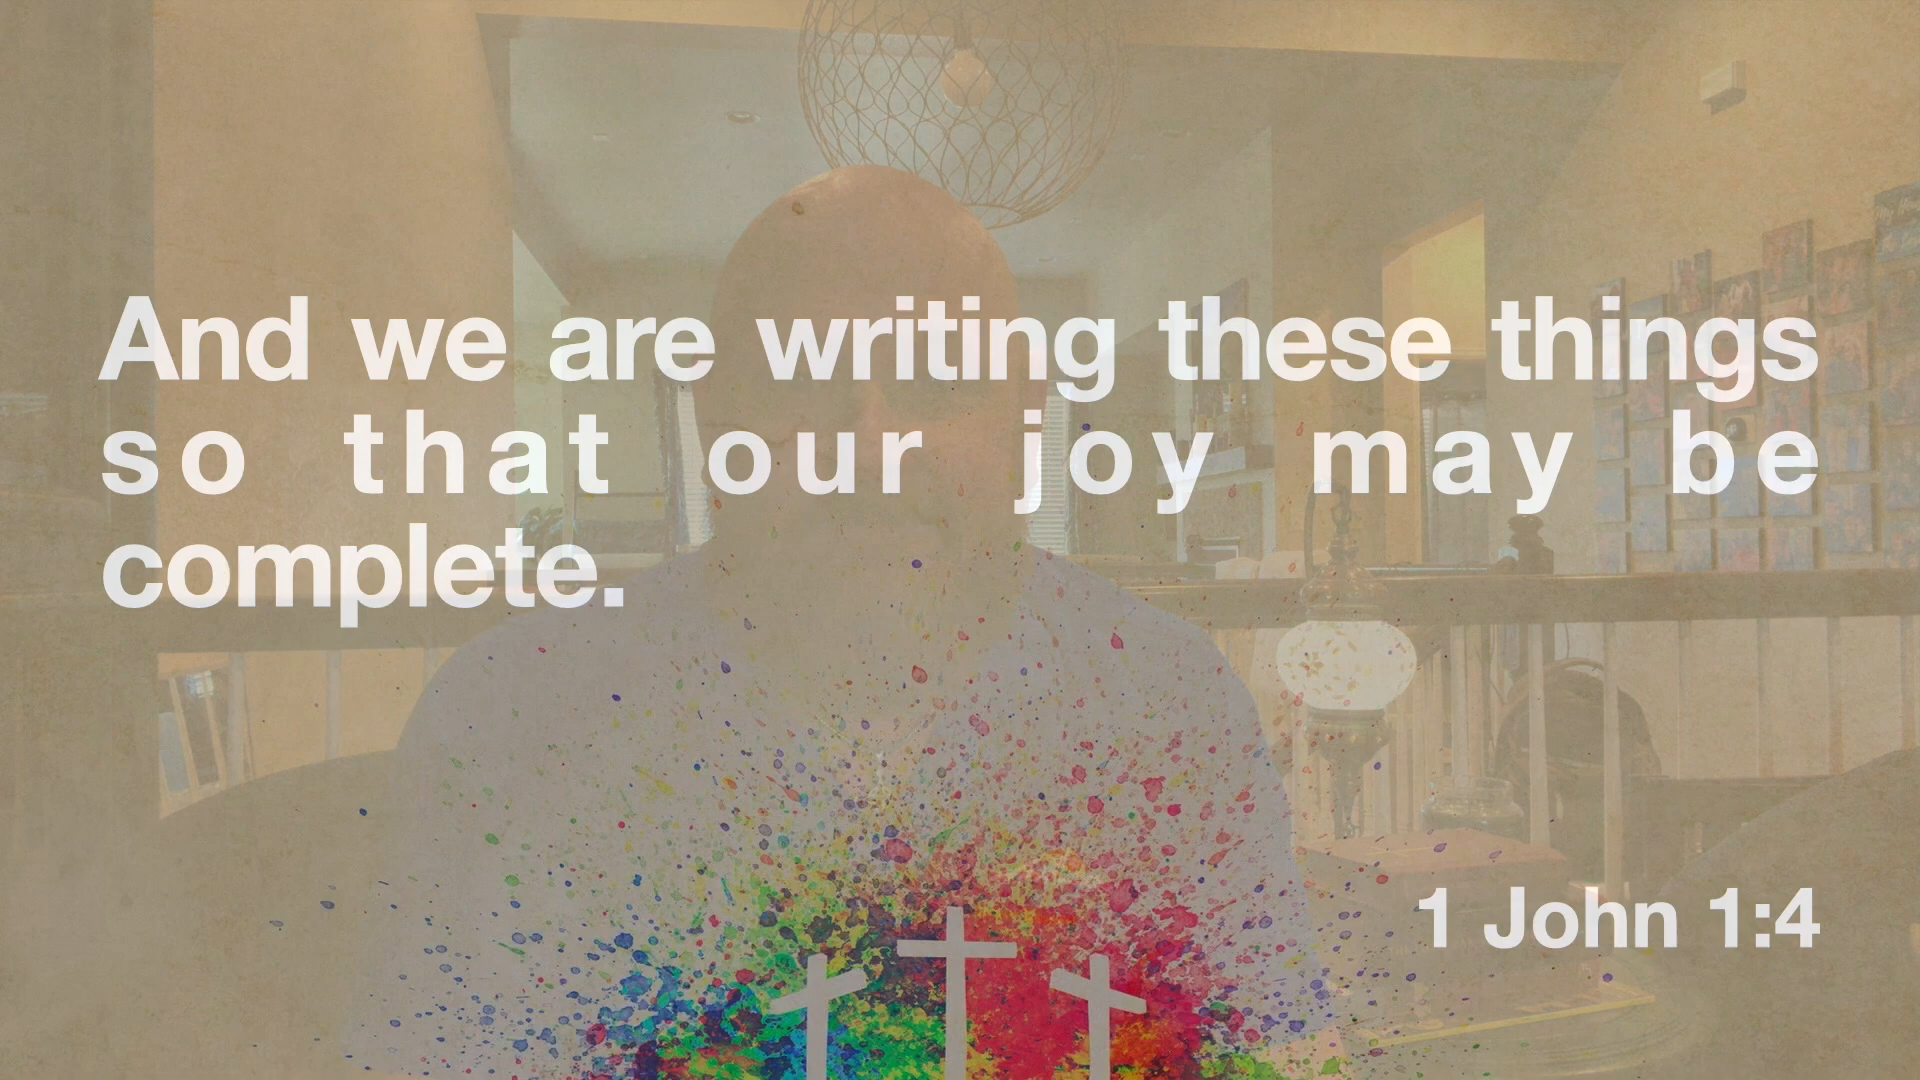 And we are writing these things
so that our joy may be
complete.
1 John 1:4